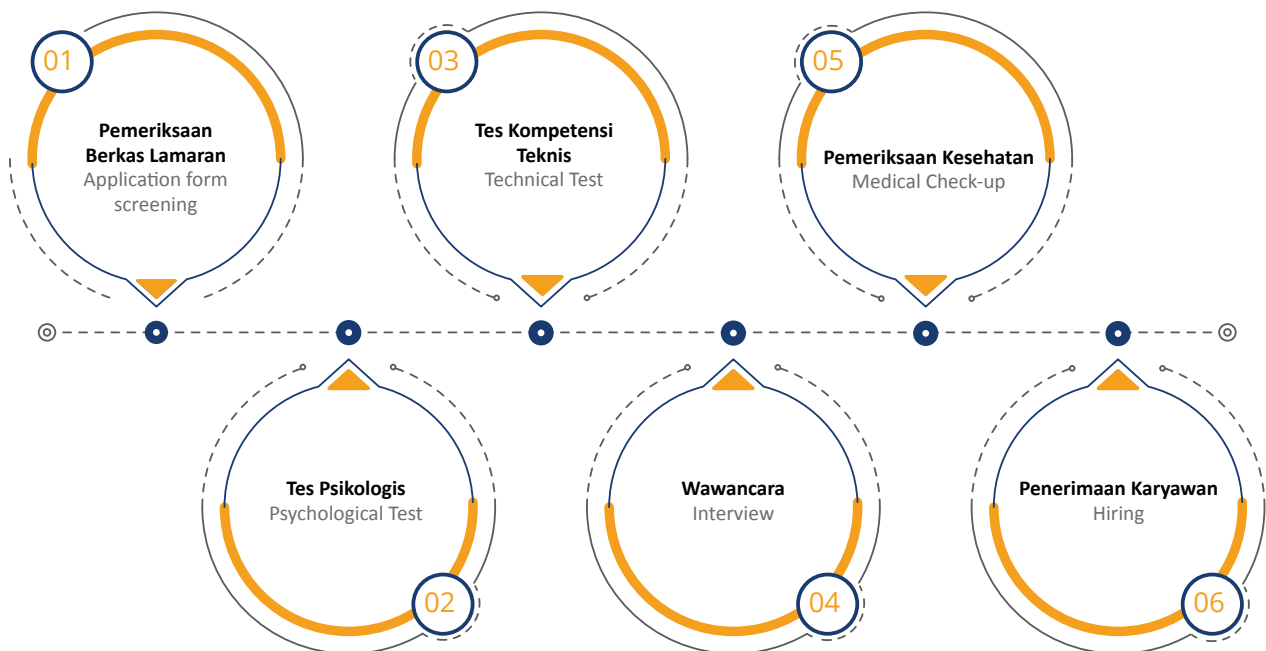 01
Pemeriksaan
Berkas Lamaran
Application form
screening
02
Tes Psikologis
Psychological Test
03
Tes Kompetensi
Teknis
Technical Test
04
Wawancara
Interview
05
Pemeriksaan Kesehatan
Medical Check-up
06
Penerimaan Karyawan
Hiring